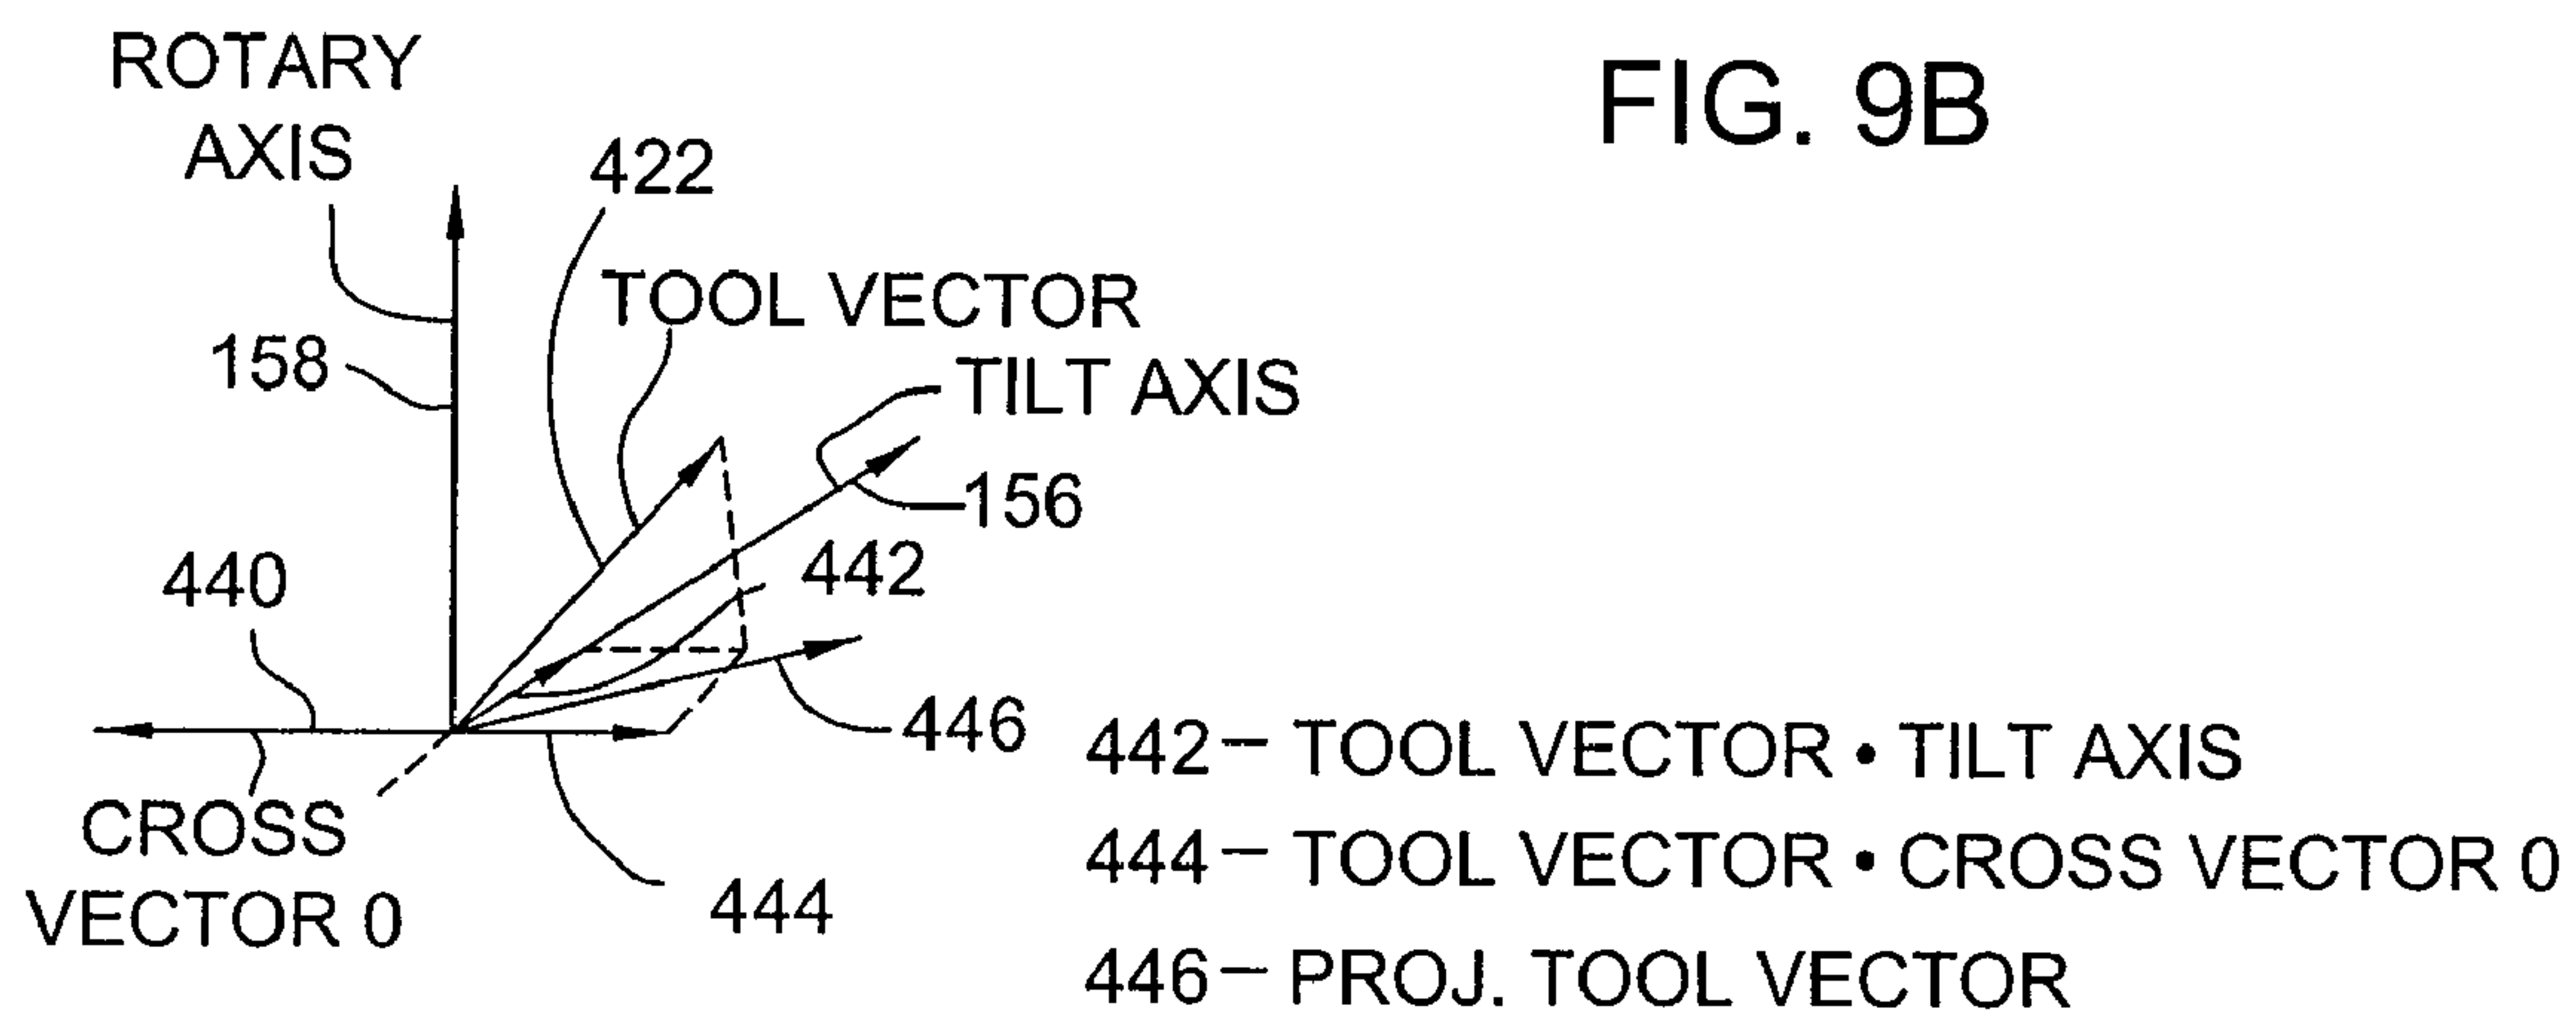 FIG. 9B
ROTARY
AXIS
422
TOOL VECTOR
158
TILT AXIS
156
442
440
446
CROSS
VECTOR 0
444
442 – TOOL VECTOR • TILT AXIS
444 – TOOL VECTOR • CROSS VECTOR 0
446 – PROJ. TOOL VECTOR